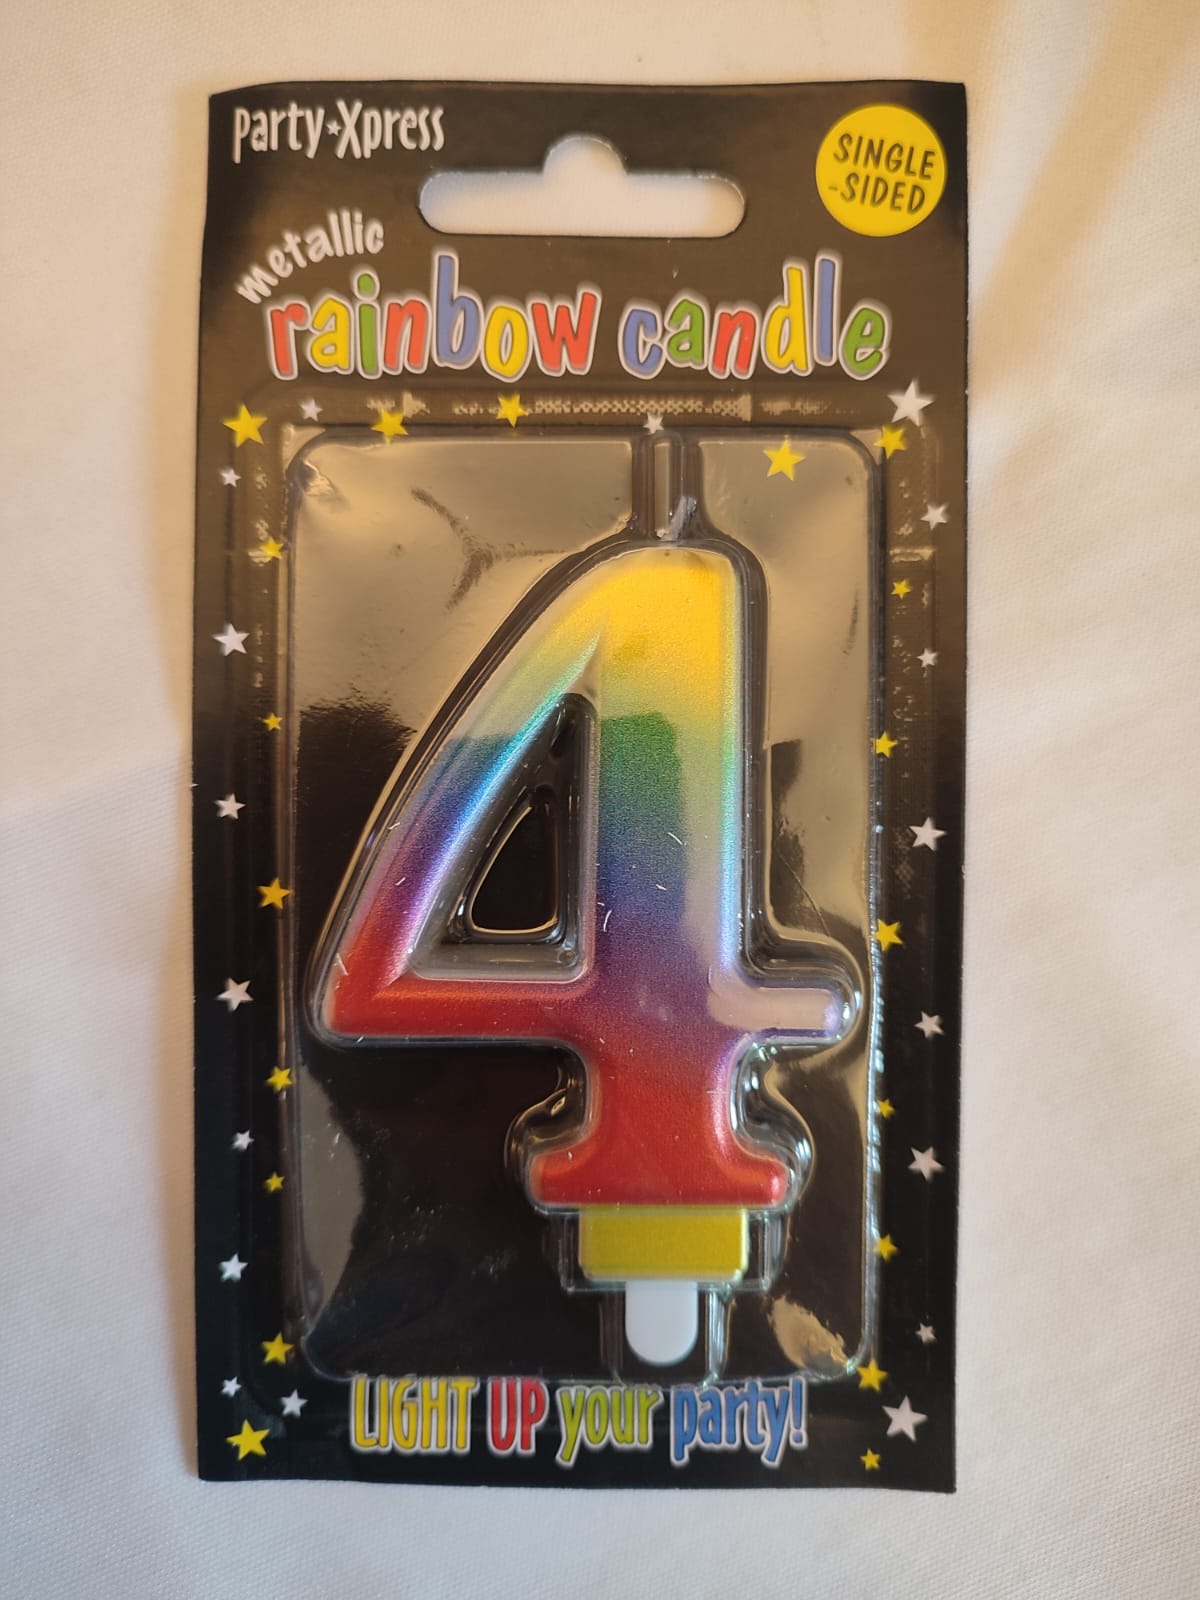 Party★Xpress
SINGLE
-SIDED
metallic
rainbow candle
4
LIGHT UP your party!